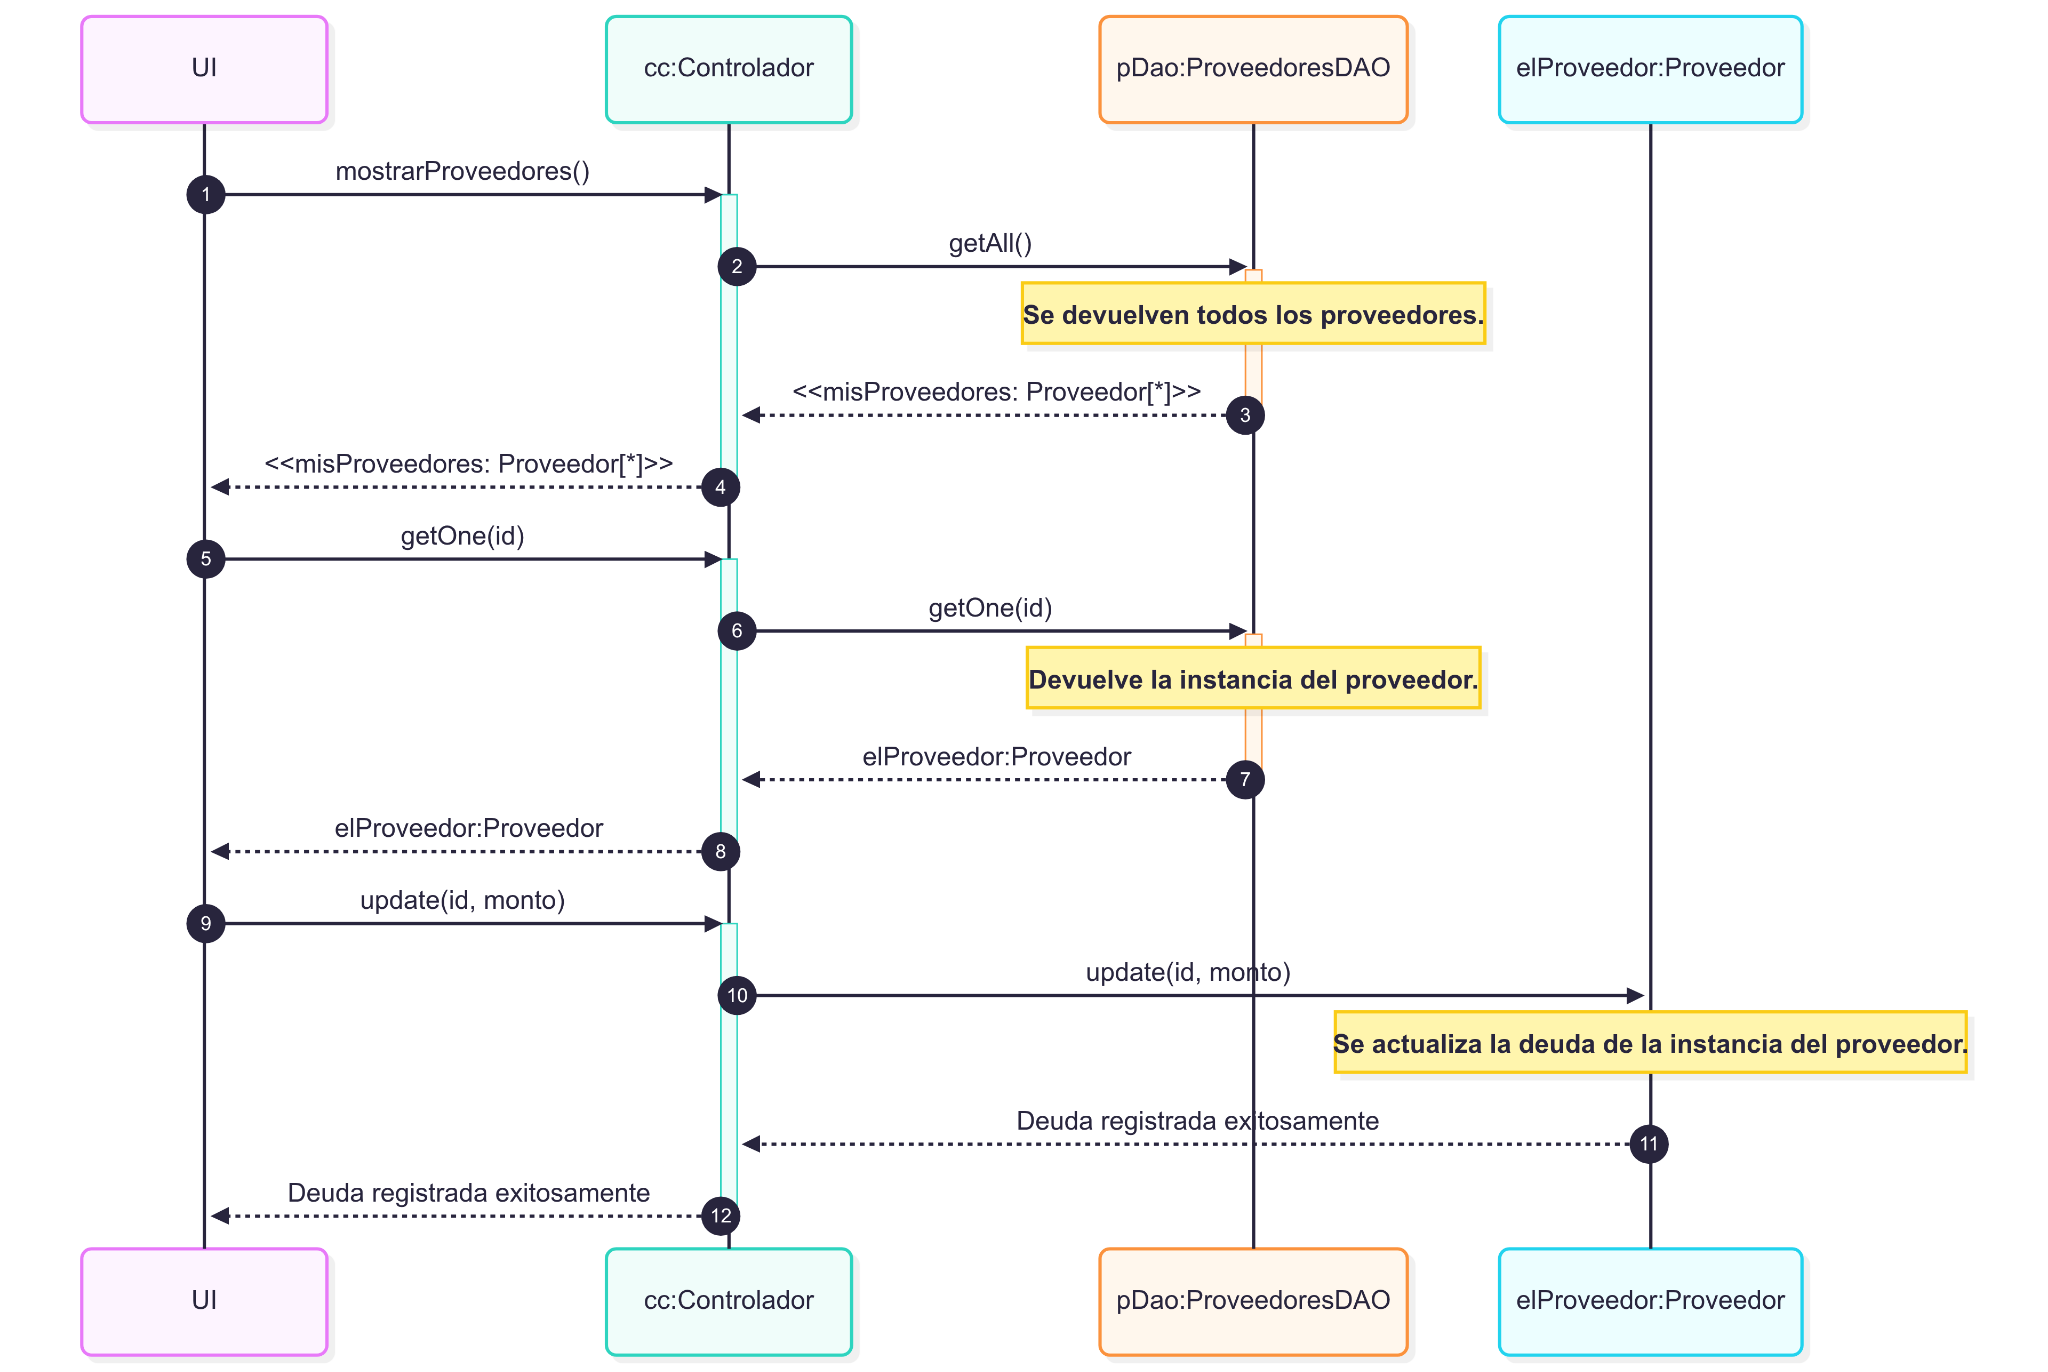 UI
cc:Controlador
pDao:ProveedoresDAO
elProveedor:Proveedor
mostrarProveedores()
1
getAll()
2
Se devuelven todos los proveedores.
<<misProveedores: Proveedor[*]>>
3
<<misProveedores: Proveedor[*]>>
4
getOne(id)
5
getOne(id)
6
Devuelve la instancia del proveedor.
elProveedor:Proveedor
7
elProveedor:Proveedor
8
update(id, monto)
9
update(id, monto)
10
Se actualiza la deuda de la instancia del proveedor.
Deuda registrada exitosamente
11
Deuda registrada exitosamente
12
UI
cc:Controlador
pDao:ProveedoresDAO
elProveedor:Proveedor